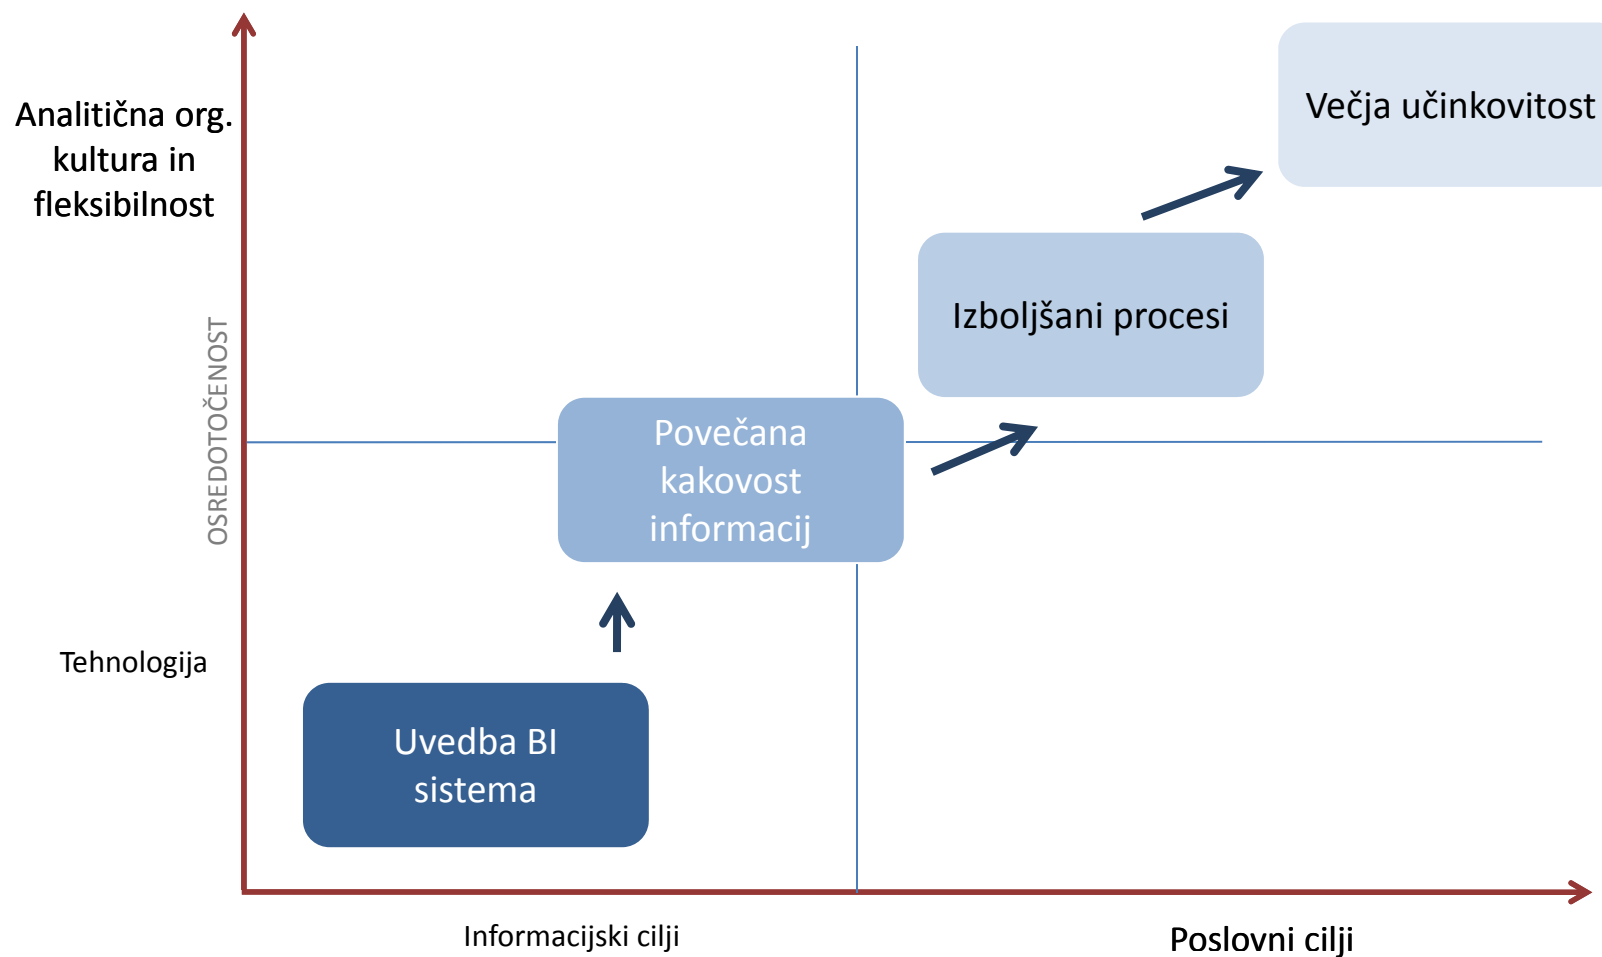 Analitična org.
kultura in
fleksibilnost
Večja učinkovitost
Izboljšani procesi
OSREDOTOČENOST
Povečana
kakovost
informacij
Tehnologija
Uvedba BI
sistema
Informacijski cilji
Poslovni cilji